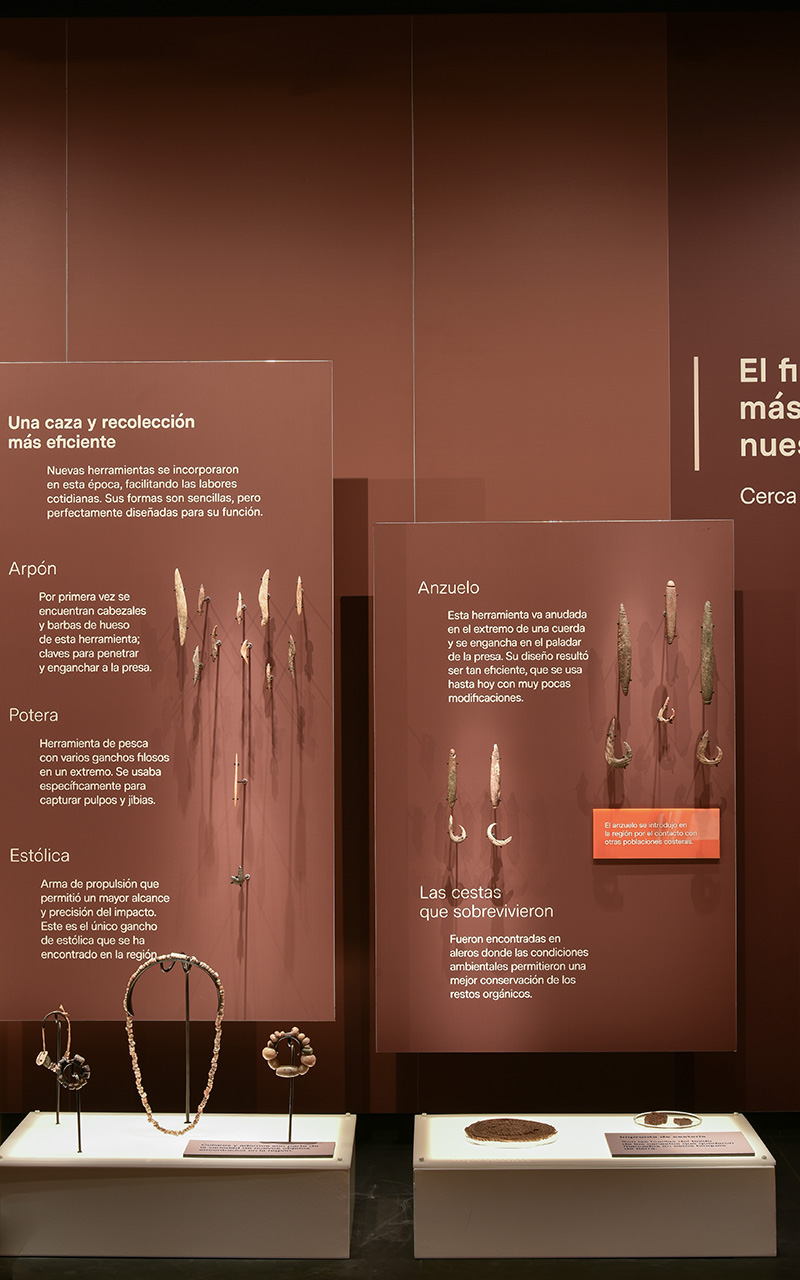 Una caza y recolección
más eficiente
Nuevas herramientas se incorporaron
en esta época, facilitando las labores
cotidianas. Sus formas son sencillas, pero
perfectamente diseñadas para su función.
Arpón
Por primera vez se
encuentran cabezales
y barbas de hueso
de esta herramienta;
claves para penetrar
y enganchar a la presa.
Potera
Herramienta de pesca
con varios ganchos filosos
en un extremo. Se usaba
específicamente para
capturar pulpos y jibias.
Estólica
Arma de propulsión que
permitió un mayor alcance
y precisión del impacto.
Este es el único gancho
de estólica que se ha
encontrado en la región.
Anzuelo
Esta herramienta va anudada
en el extremo de una cuerda
y se engancha en el paladar
de la presa. Su diseño resultó
ser tan eficiente, que se usa
hasta hoy con muy pocas
modificaciones.
El anzuelo se introdujo en
la región por el contacto con
otras poblaciones costeras.
Las cestas
que sobrevivieron
Fueron encontradas en
aleros donde las condiciones
ambientales permitieron una
mejor conservación de los
restos orgánicos.
El fi
más
nues
Cerca
Impronta de cestería